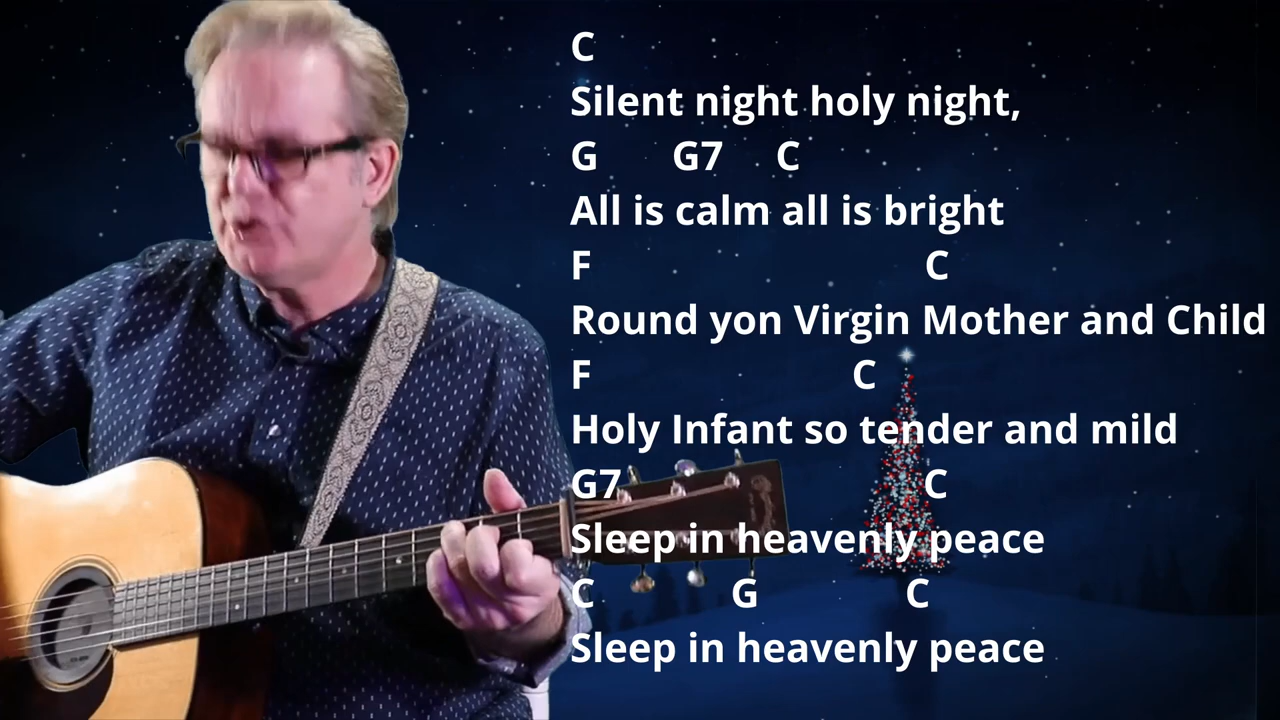 C
Silent night holy night,
G G7 C
All is calm all is bright
F C
Round yon Virgin Mother and Child
F C
Holy Infant so tender and mild
G7 C
Sleep in heavenly peace
C G C
Sleep in heavenly peace